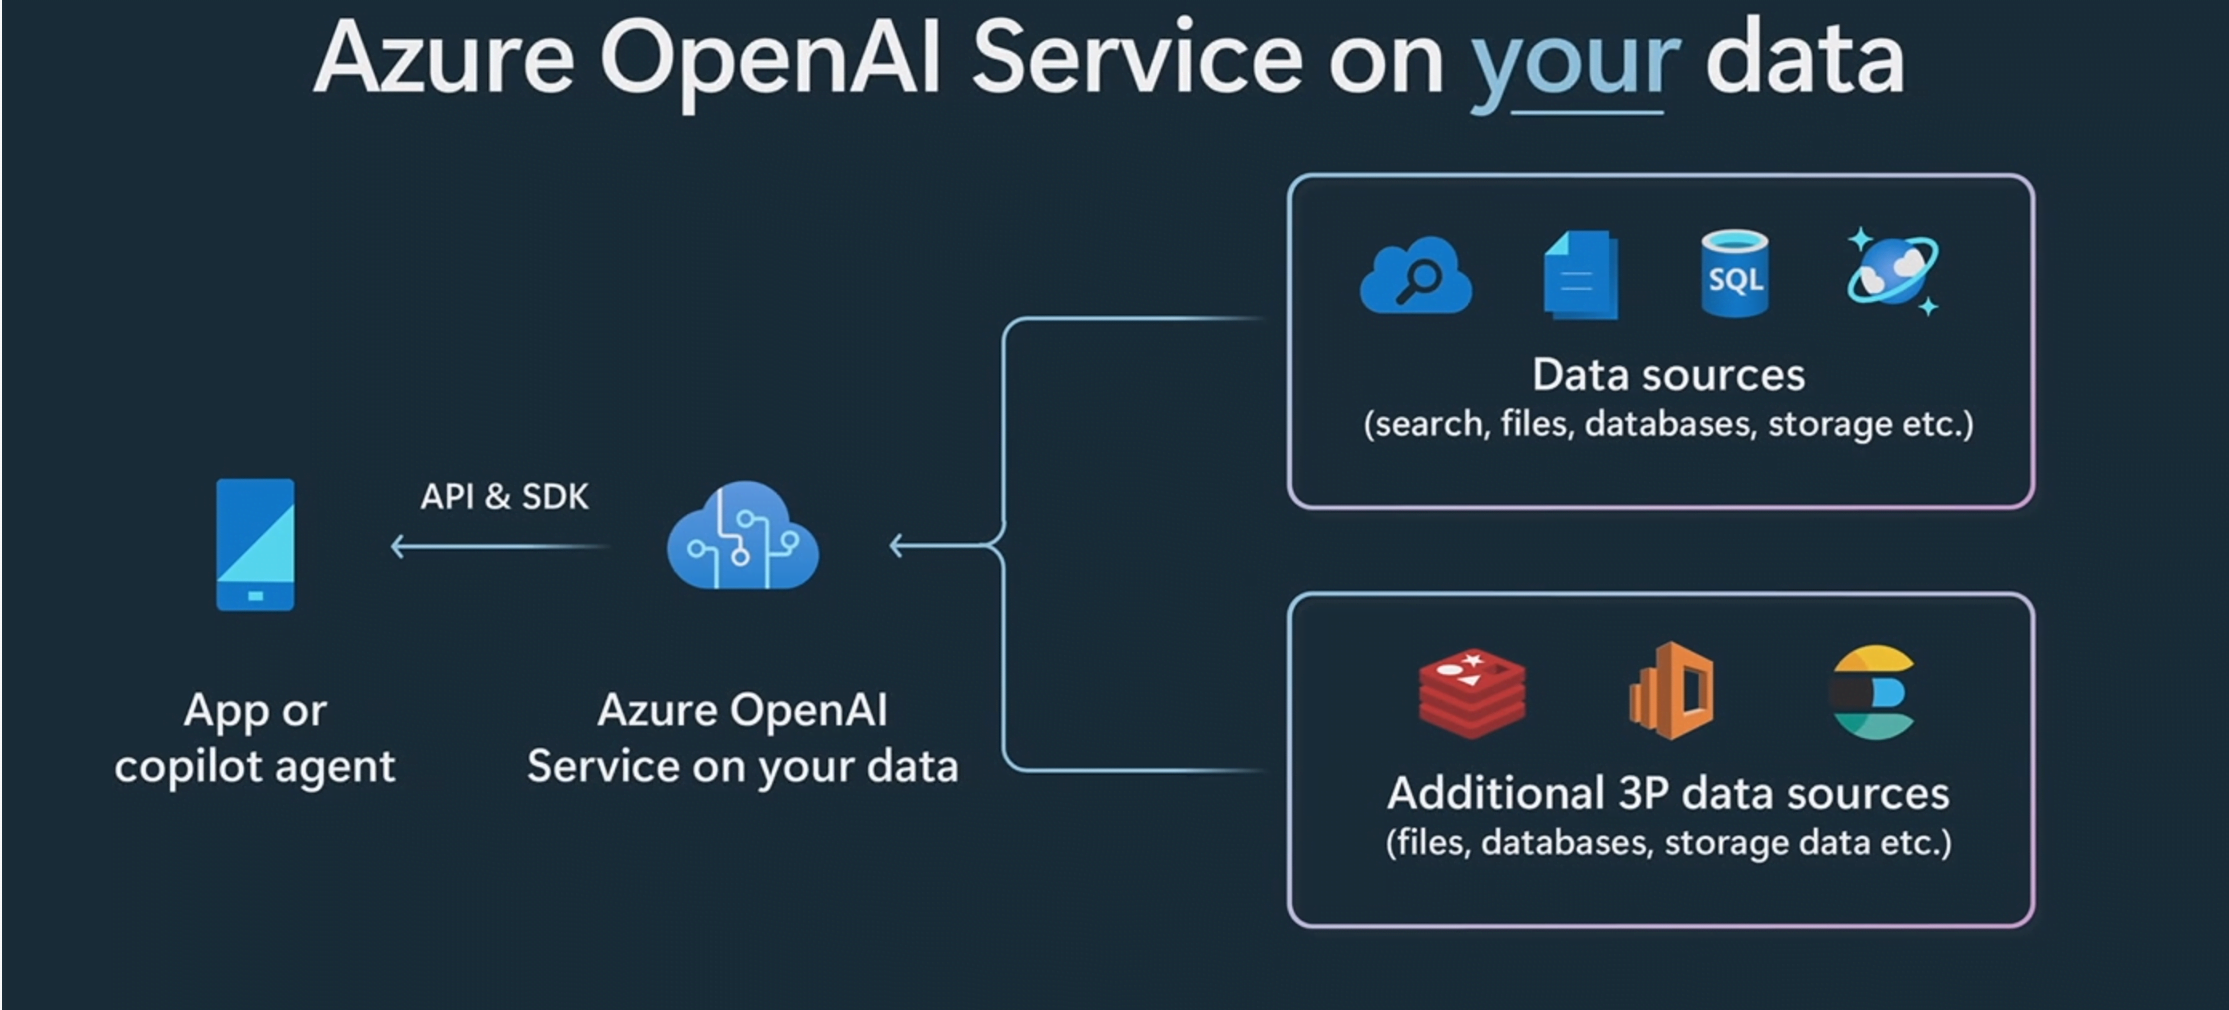 Azure OpenAI Service on your data
SQL
Data sources
(search, files, databases, storage etc.)
API & SDK
App or
copilot agent
Azure OpenAI
Service on your data
Additional 3P data sources
(files, databases, storage data etc.)